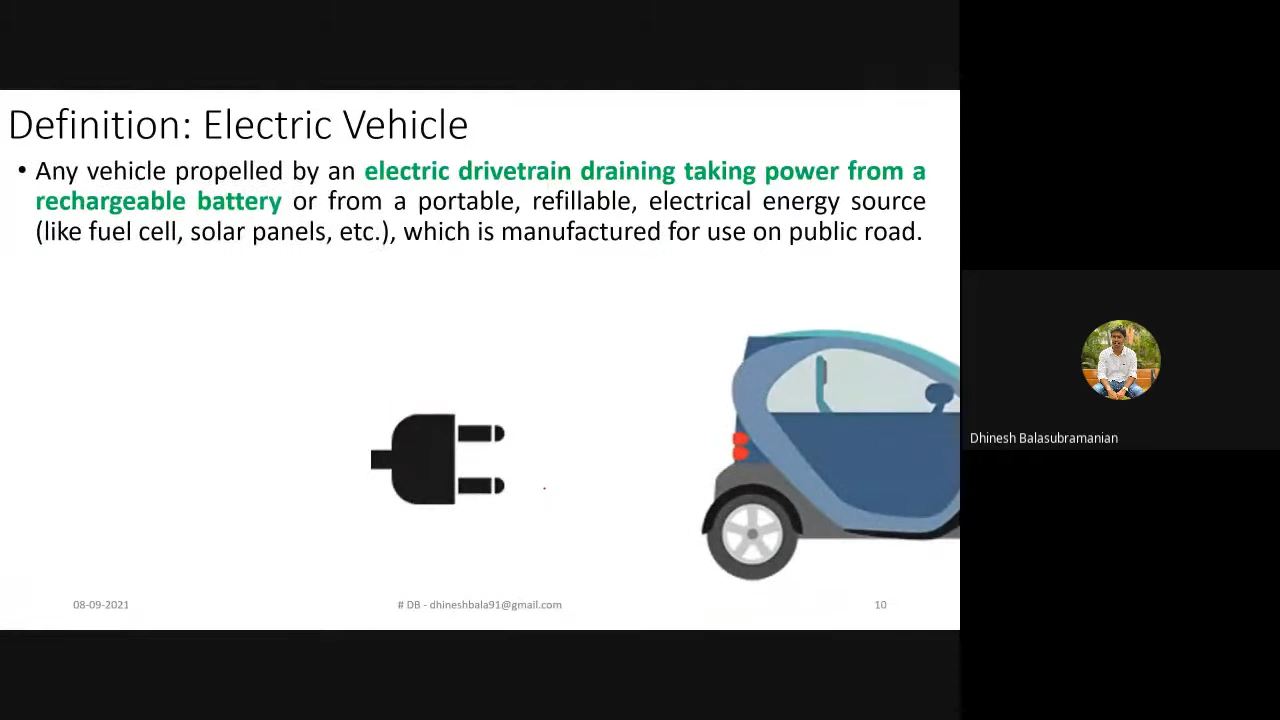 Definition: Electric Vehicle
• Any vehicle propelled by an electric drivetrain draining taking power from a
rechargeable battery or from a portable, refillable, electrical energy source
(like fuel cell, solar panels, etc.), which is manufactured for use on public road.
08-09-2021
# DB - dhineshbala91@gmail.com
10
Dhinesh Balasubramanian